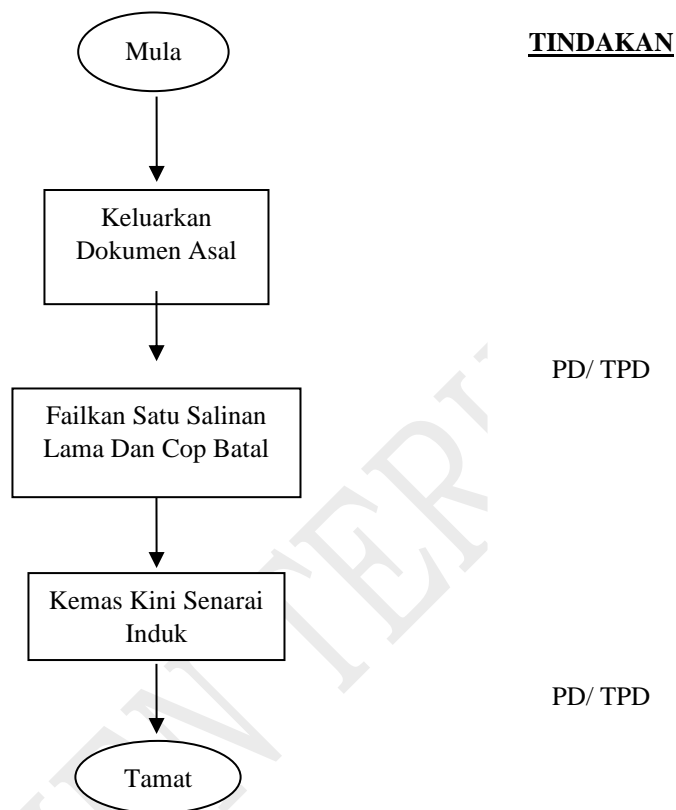 Mula
TINDAKAN
Keluarkan
Dokumen Asal
PD/ TPD
Failkan Satu Salinan
Lama Dan Cop Batal
Kemas Kini Senarai
Induk
PD/ TPD
Tamat